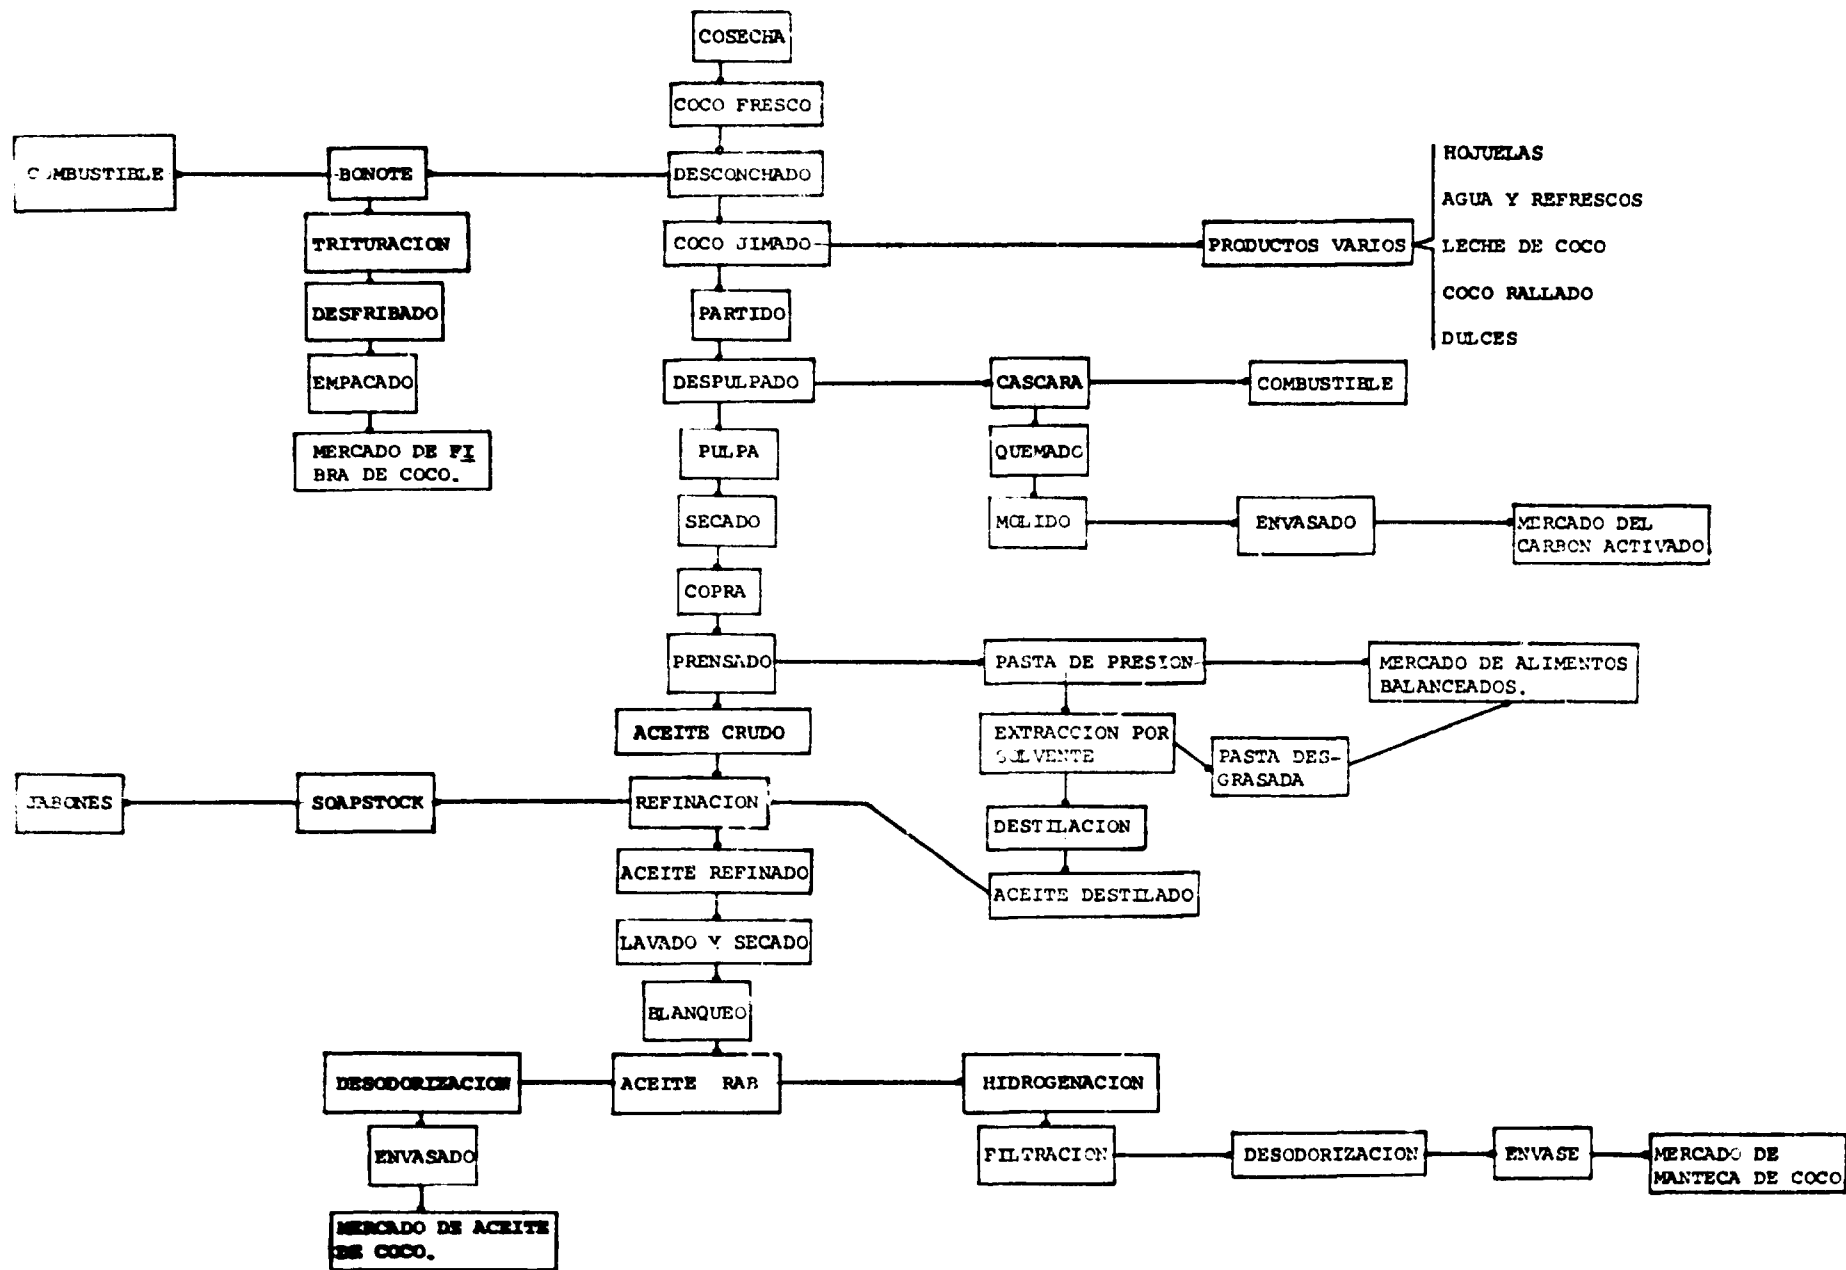 COSECHA
COCO FRESCO
COMBUSTIBLE
BONOTE
DESCONCHADO
HOJUELAS
AGUA Y REFRESCOS
TRITURACION
COCO JIMADO
PRODUCTOS VARIOS
LECHE DE COCO
COCO RALLADO
DULCES
DESFRIBADO
PARTIDO
EMPACADO
DESPULPADO
CASCARA
COMBUSTIBLE
MERCADO DE FI
BRA DE COCO.
PULPA
QUEMADO
SECADO
MOLIDO
ENVASADO
MERCADO DEL
CARBON ACTIVADO
COPRA
PRENSADO
PASTA DE PRESION
MERCADO DE ALIMENTOS
BALANCEADOS.
ACEITE CRUDO
EXTRACCION POR
SOLVENTE
PASTA DES-
GRASADA
JABONES
SOAPSTOCK
REFINACION
DESTILACION
ACEITE REFINADO
ACEITE DESTILADO
LAVADO Y SECADO
BLANQUEO
DESODORIZACION
ACEITE RAB
HIDROGENACION
ENVASADO
FILTRACION
DESODORIZACION
ENVASE
MERCADO DE
MANTECA DE COCO
MERCADO DE ACEITE
DE COCO.